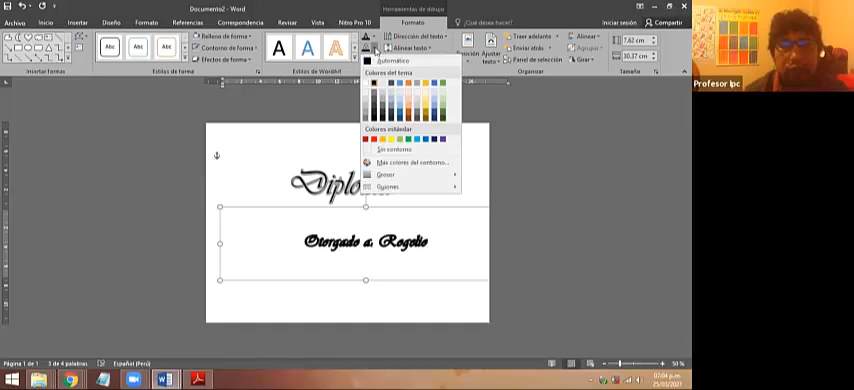 Documento2 - Word
Herramientas de dibujo
Archivo Inicio Insertar Diseño Formato Referencias Correspondencia Revisar Vista Nitro Pro 10 Formato ¿Qué desea hacer? Iniciar sesión Compartir
Abc Abc Abc
Relleno de forma
Contorno de forma
Efectos de forma
A A A
Dirección del texto
Alinear texto
Posición Ajustar texto
Traer adelante
Enviar atrás
Panel de selección
Alinear
Agrupar
Girar
7.62 cm
10.37 cm
Insertar formas Estilos de forma Estilos de WordArt Organizar Tamaño
Automático
Colores del tema
Colores estándar
Sin contorno
Más colores del contorno...
Grosor
Guiones
Diplo
Otorgado a: Rogelio
Profesor Ipc
Página 1 de 1 3 de 4 palabras Español (Perú) 50 %
07:04 p.m.
25/03/2021